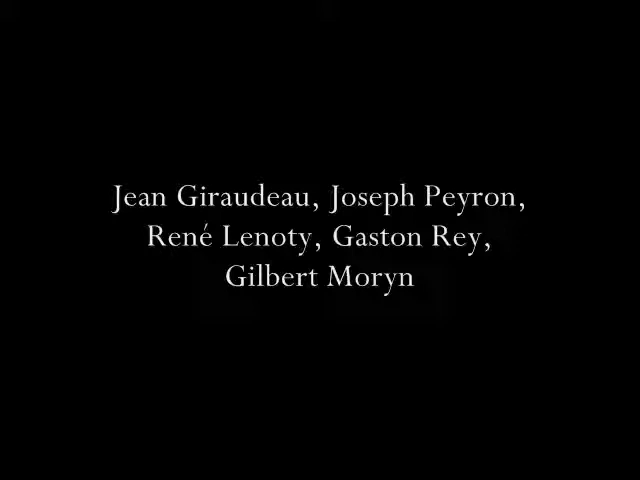 Jean Giraudeau, Joseph Peyron,
René Lenoty, Gaston Rey,
Gilbert Moryn